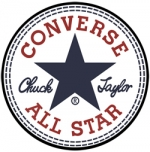 CONVERSE
Chuck Taylor
®
ALL STAR